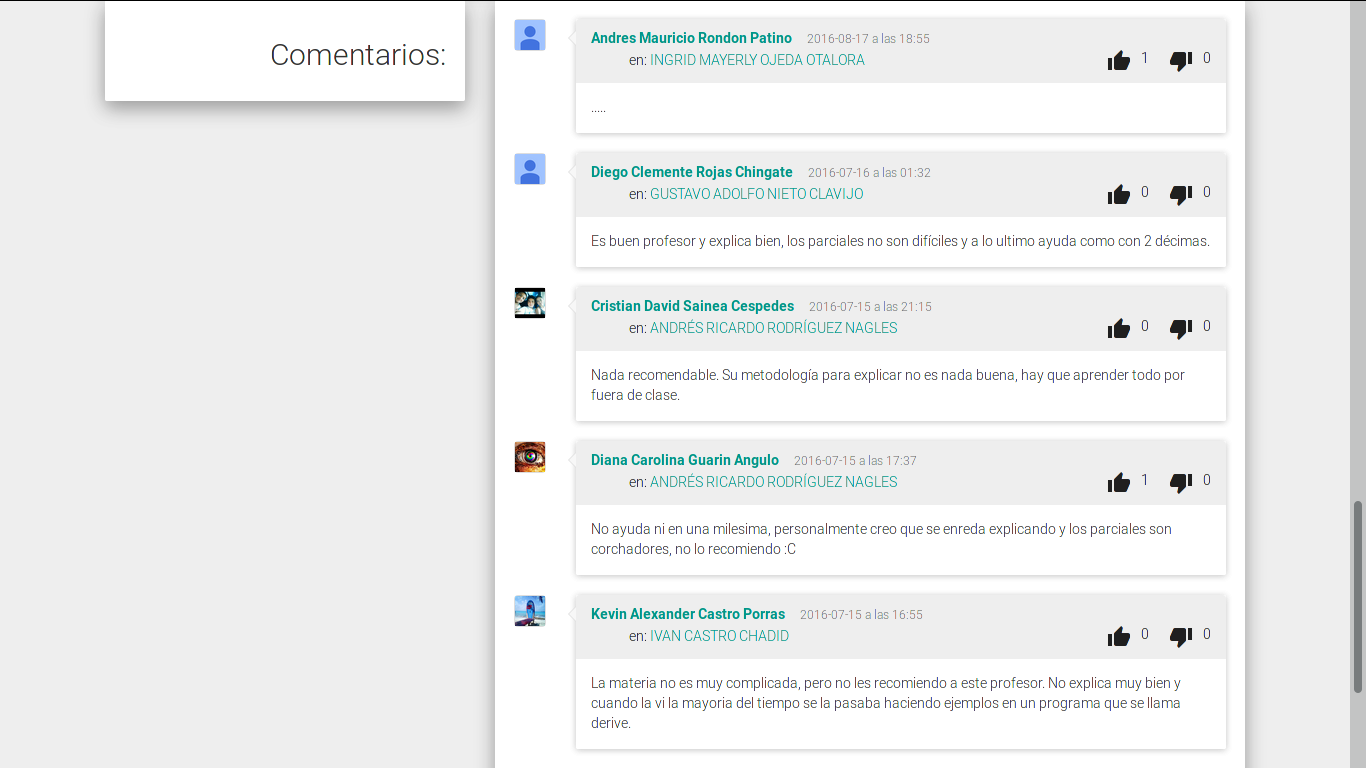 Comentarios:
Andres Mauricio Rondon Patino 2016-08-17 a las 18:55
en: INGRID MAYERLY OJEDA OTALORA
1 0
.....
Diego Clemente Rojas Chingate 2016-07-16 a las 01:32
en: GUSTAVO ADOLFO NIETO CLAVIJO
0 0
Es buen profesor y explica bien, los parciales no son difíciles y a lo ultimo ayuda como con 2 décimas.
Cristian David Sainea Cespedes 2016-07-15 a las 21:15
en: ANDRÉS RICARDO RODRÍGUEZ NAGLES
0 0
Nada recomendable. Su metodología para explicar no es nada buena, hay que aprender todo por
fuera de clase.
Diana Carolina Guarin Angulo 2016-07-15 a las 17:37
en: ANDRÉS RICARDO RODRÍGUEZ NAGLES
1 0
No ayuda ni en una milesima, personalmente creo que se enreda explicando y los parciales son
corchadores, no lo recomiendo :C
Kevin Alexander Castro Porras 2016-07-15 a las 16:55
en: IVAN CASTRO CHADID
0 0
La materia no es muy complicada, pero no les recomiendo a este profesor. No explica muy bien y
cuando la vi la mayoria del tiempo se la pasaba haciendo ejemplos en un programa que se llama
derive.